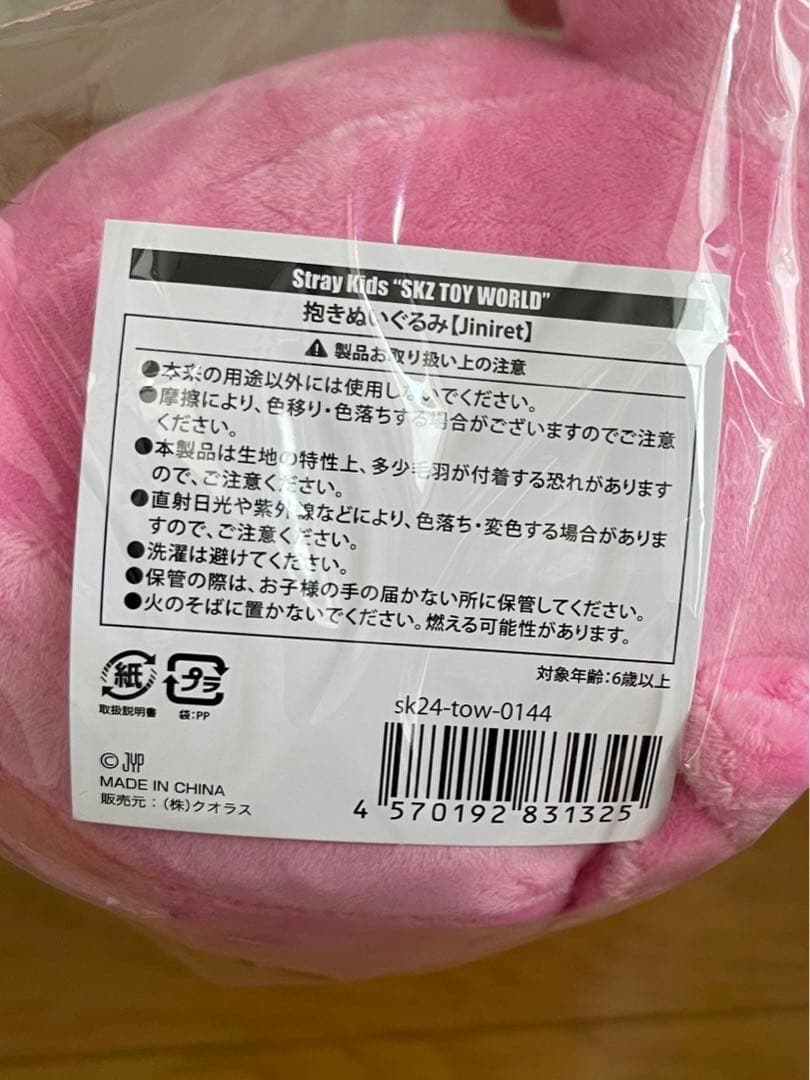 Stray Kids “SKZ TOY WORLD”
抱きぬいぐるみ【Jiniret】
製品お取り扱い上の注意
●本来の用途以外には使用しないでください。
●摩擦により、色移り・色落ちする場合がございますのでご注意
ください。
●本製品は生地の特性上、多少毛羽が付着する恐れがあります
ので、ご注意ください。
●直射日光や紫外線などにより、色落ち・変色する場合がありま
すので、ご注意ください。
●洗濯は避けてください。
●保管の際は、お子様の手の届かない所に保管してください。
●火のそばに置かないでください。燃える可能性があります。
対象年齢:6歳以上
紙
取扱説明書
プラ
袋:PP
sk24-tow-0144
© JYP
MADE IN CHINA
販売元：(株)クオラス
4 570192 831325